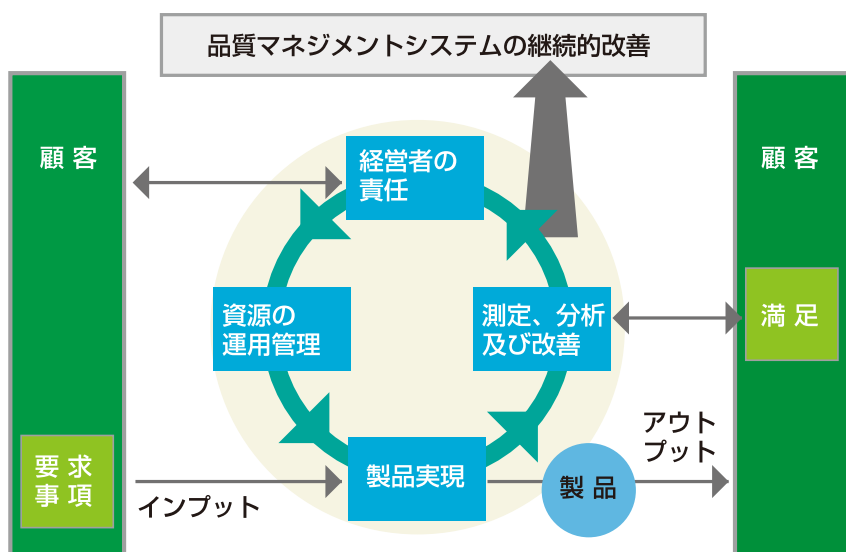 品質マネジメントシステムの継続的改善
顧 客
顧 客
経営者の
責任
資源の
運用管理
測定、分析
及び改善
満 足
アウト
プット
要 求
事 項
インプット
製品実現
製 品